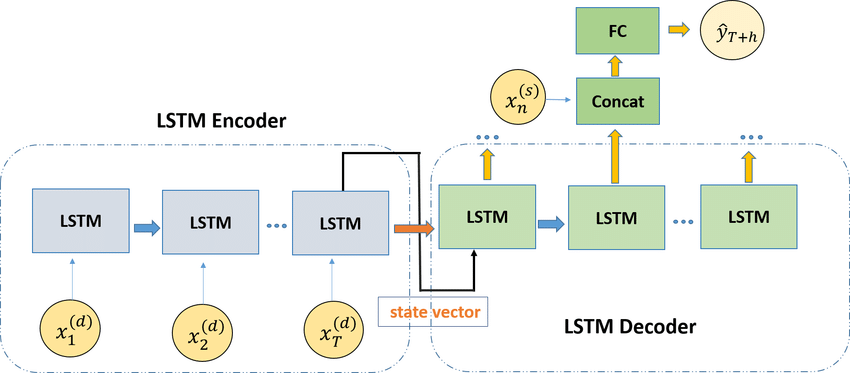 FC
ŷ_{T+h}
x_n^{(s)}
Concat
LSTM Encoder
...
...
LSTM
LSTM
...
LSTM
LSTM
LSTM
...
LSTM
x_1^{(d)}
x_2^{(d)}
x_T^{(d)}
state vector
LSTM Decoder